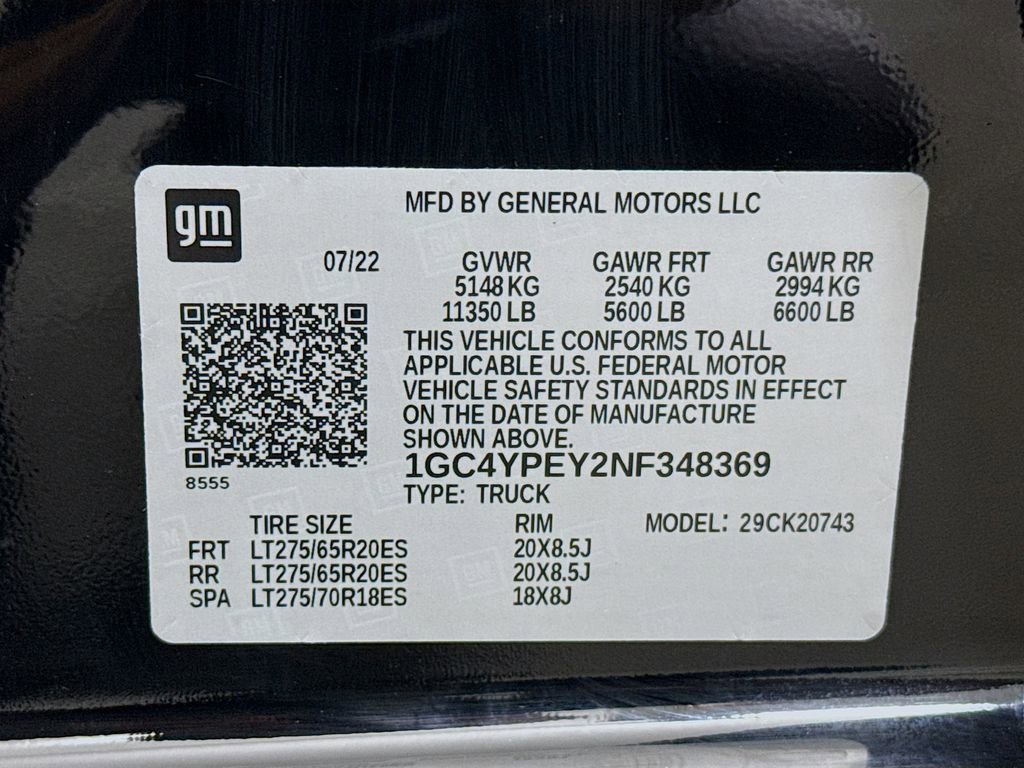 gm
MFD BY GENERAL MOTORS LLC
07/22 GVWR GAWR FRT GAWR RR
5148 KG 2540 KG 2994 KG
11350 LB 5600 LB 6600 LB
THIS VEHICLE CONFORMS TO ALL
APPLICABLE U.S. FEDERAL MOTOR
VEHICLE SAFETY STANDARDS IN EFFECT
ON THE DATE OF MANUFACTURE
SHOWN ABOVE.
1GC4YPEY2NF348369
8555
TYPE: TRUCK
TIRE SIZE RIM MODEL: 29CK20743
FRT LT275/65R20ES 20X8.5J
RR LT275/65R20ES 20X8.5J
SPA LT275/70R18ES 18X8J